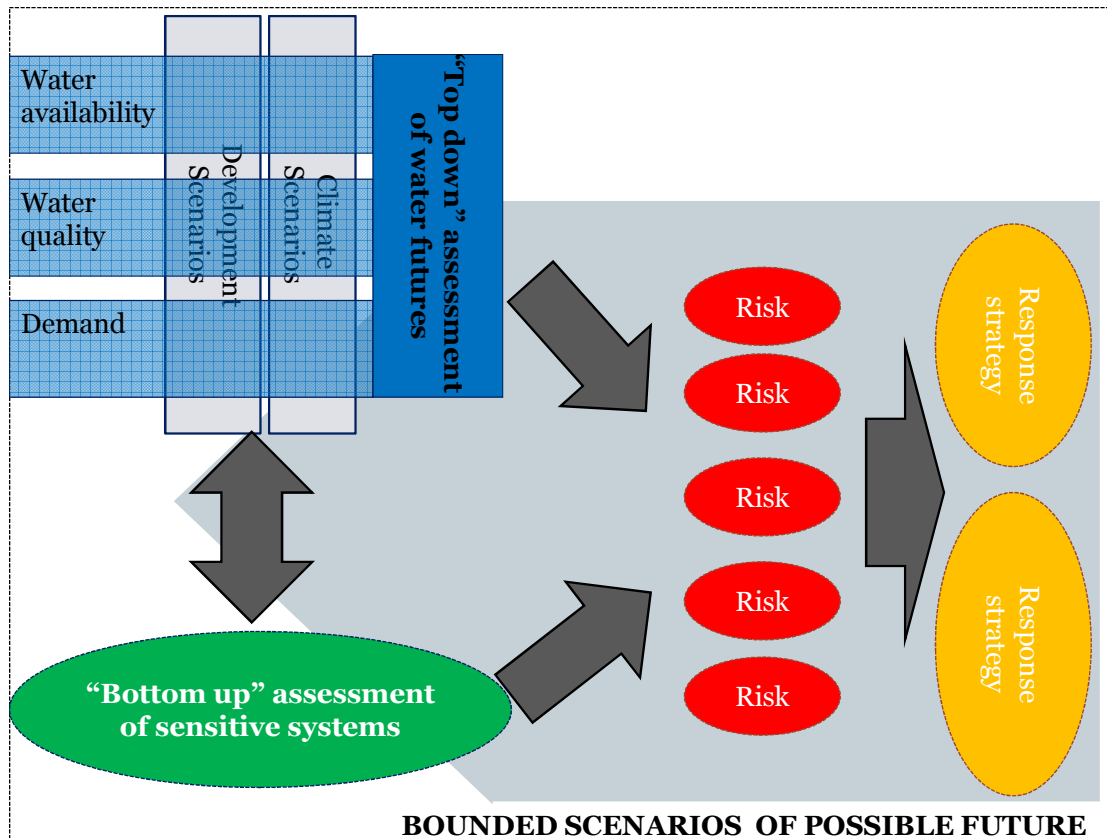 Water
availability
Water
quality
Demand
Development
Scenarios
Climate
Scenarios
“Top down” assessment
of water futures
Risk
Risk
Risk
Risk
Risk
Response
strategy
Response
strategy
“Bottom up” assessment
of sensitive systems
BOUNDED SCENARIOS OF POSSIBLE FUTURE